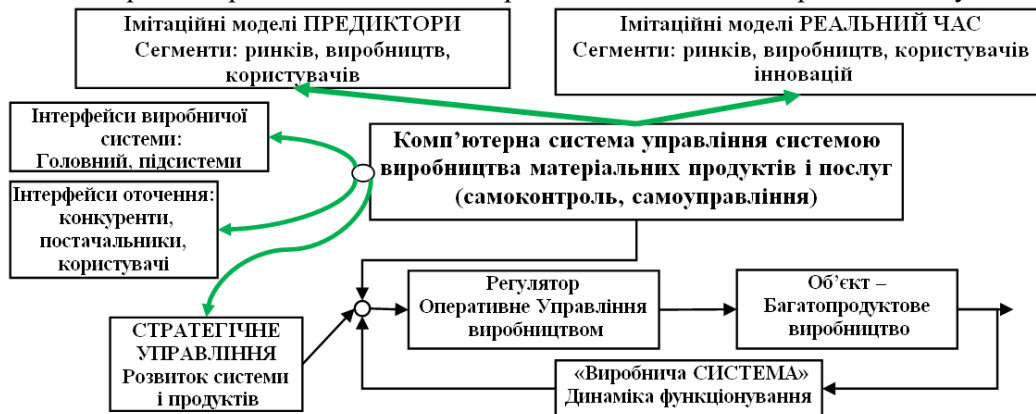 Імітаційні моделі ПРЕДИКТОРИ
Сегменти: ринків, виробництв,
користувачів
Імітаційні моделі РЕАЛЬНИЙ ЧАС
Сегменти: ринків, виробництв, користувачів
інновацій
Інтерфейси виробничої
системи:
Головний, підсистеми
Комп’ютерна система управління системою
виробництва матеріальних продуктів і послуг
(самоконтроль, самоуправління)
Інтерфейси оточення:
конкуренти,
постачальники,
користувачі
СТРАТЕГІЧНЕ
УПРАВЛІННЯ
Розвиток системи
і продуктів
Регулятор
Оперативне Управління
виробництвом
Об’єкт –
Багатопродуктове
виробництво
«Виробнича СИСТЕМА»
Динаміка функціонування